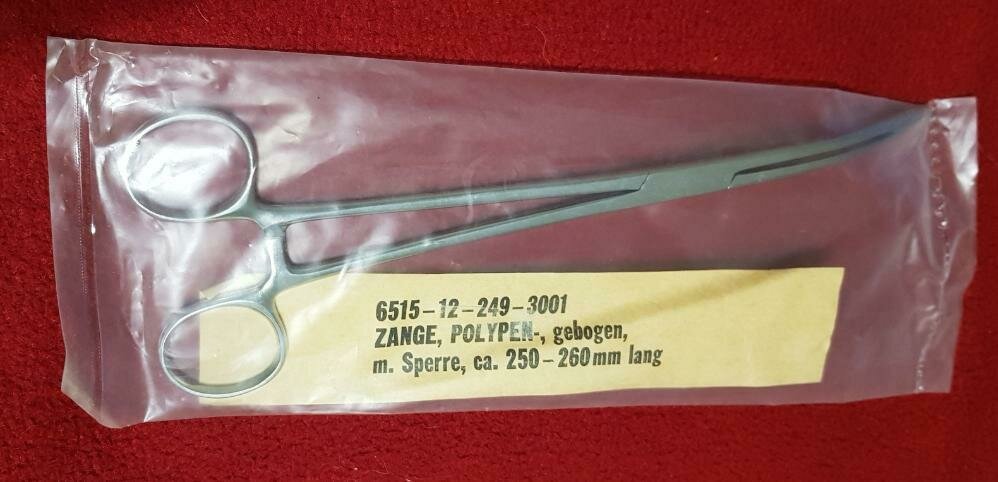 6515-12-249-3001
ZANGE, POLYPEN-, gebogen,
m. Sperre, ca. 250-260mm lang